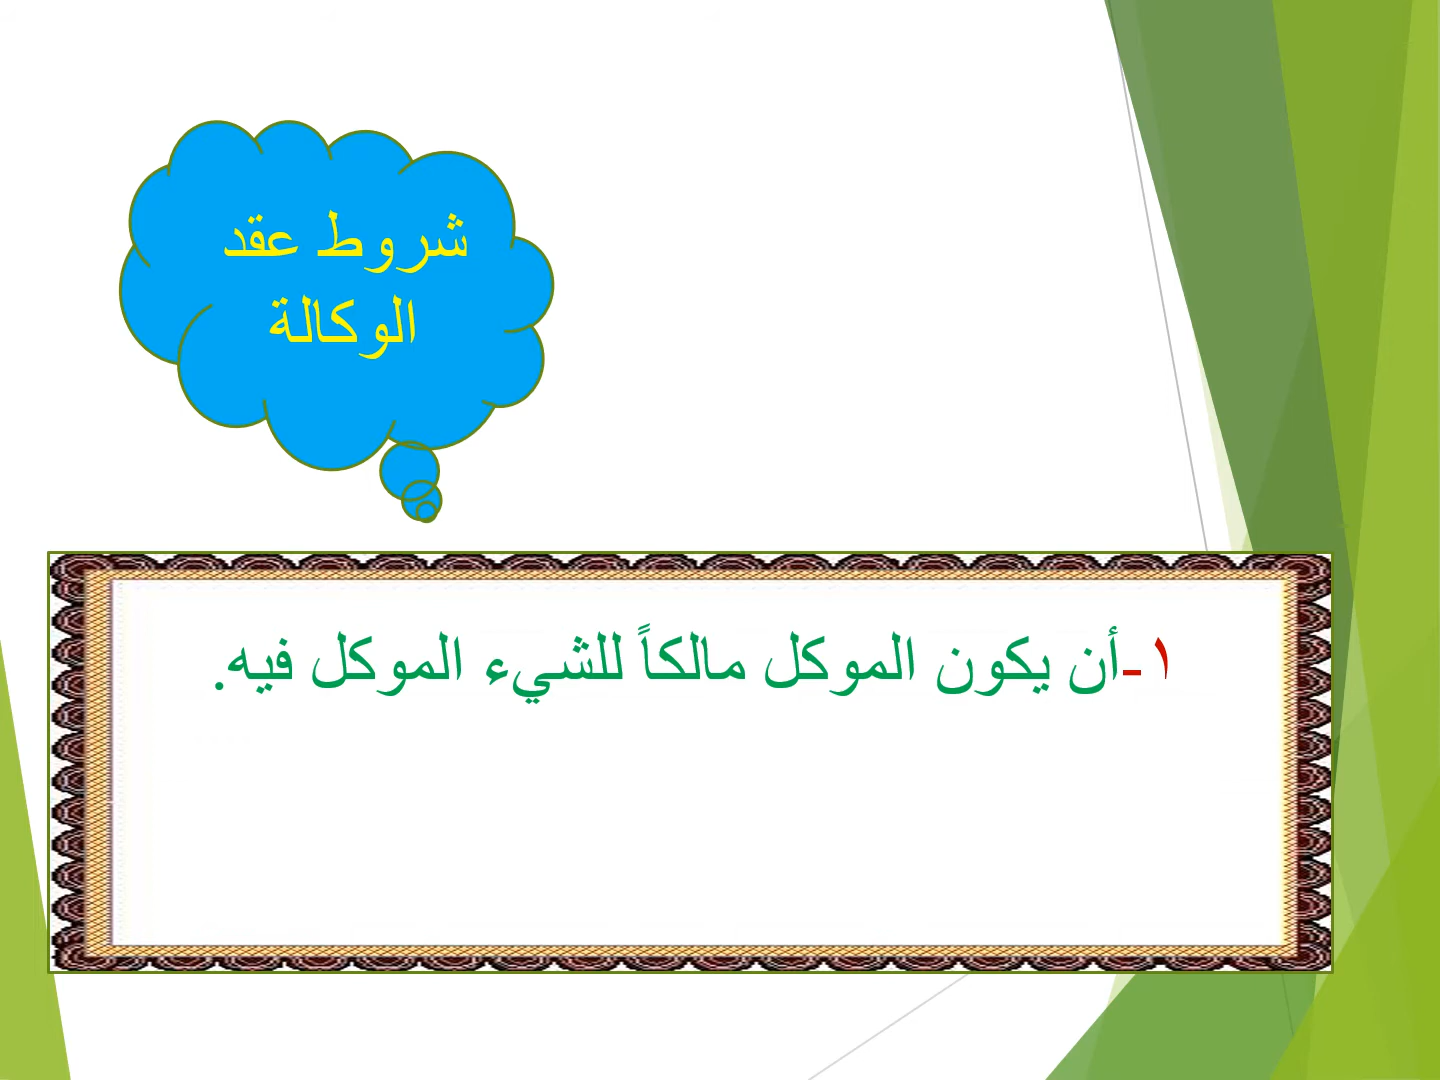 شروط عقد
الوكالة
١-أن يكون الموكل مالكاً للشيء الموكل فيه.